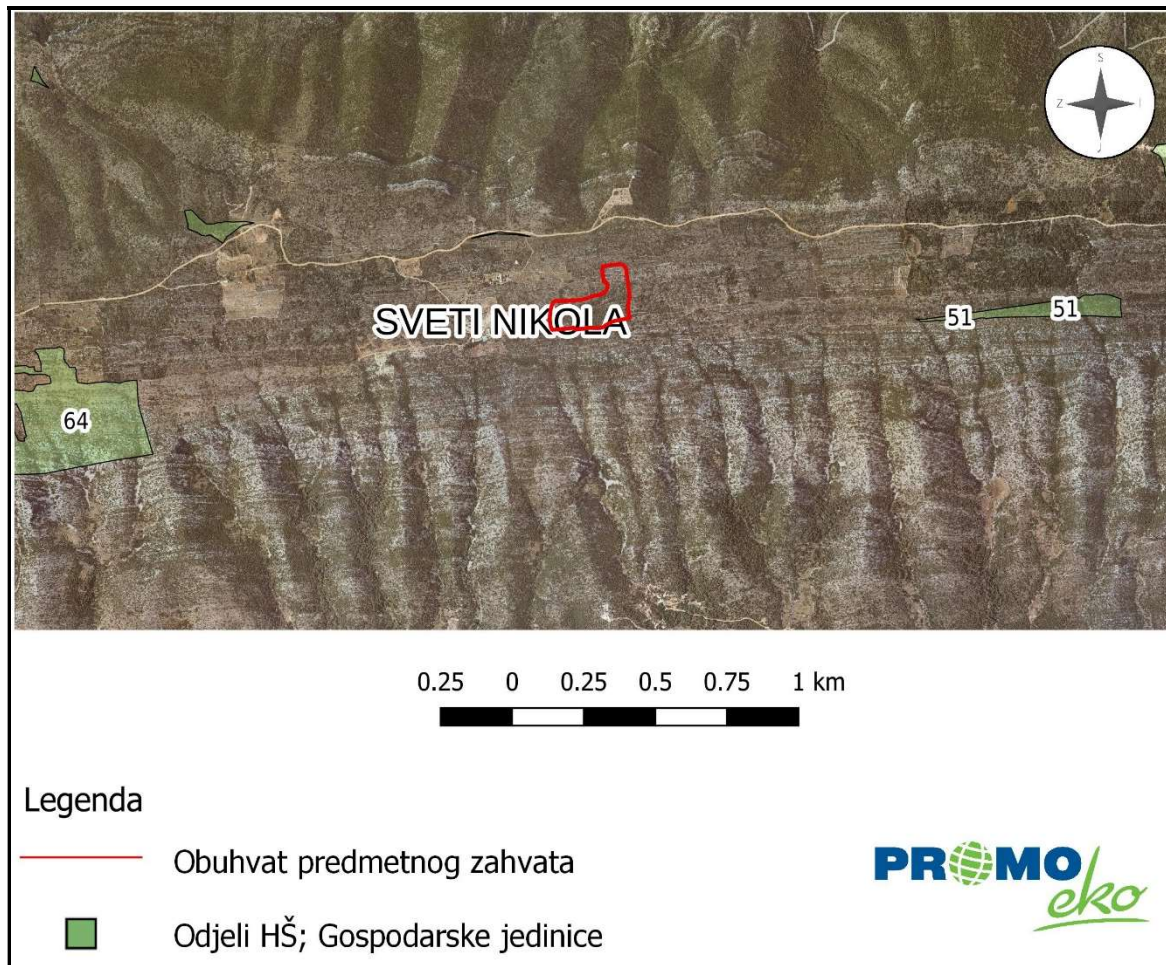 S
Z I
J
SVETI NIKOLA
51 51
64
0.25 0 0.25 0.5 0.75 1 km
Legenda
Obuhvat predmetnog zahvata
Odjeli HŠ; Gospodarske jedinice
PROMO
eko